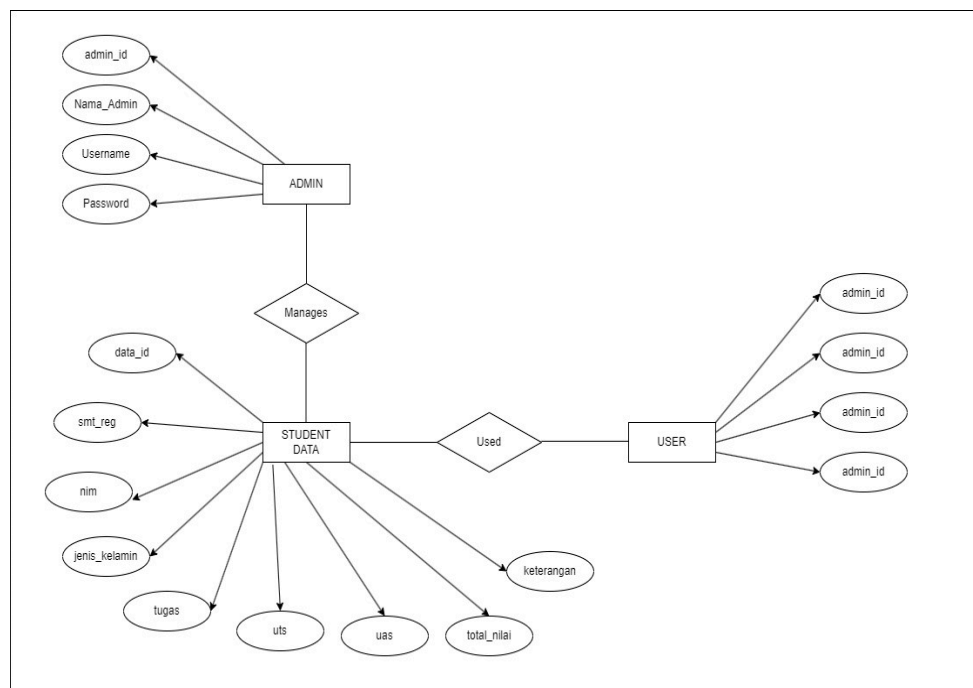 admin_id
Nama_Admin
Username
Password
ADMIN
Manages
data_id
smt_reg
nim
jenis_kelamin
tugas
uts
uas
total_nilai
keterangan
STUDENT
DATA
Used
USER
admin_id
admin_id
admin_id
admin_id